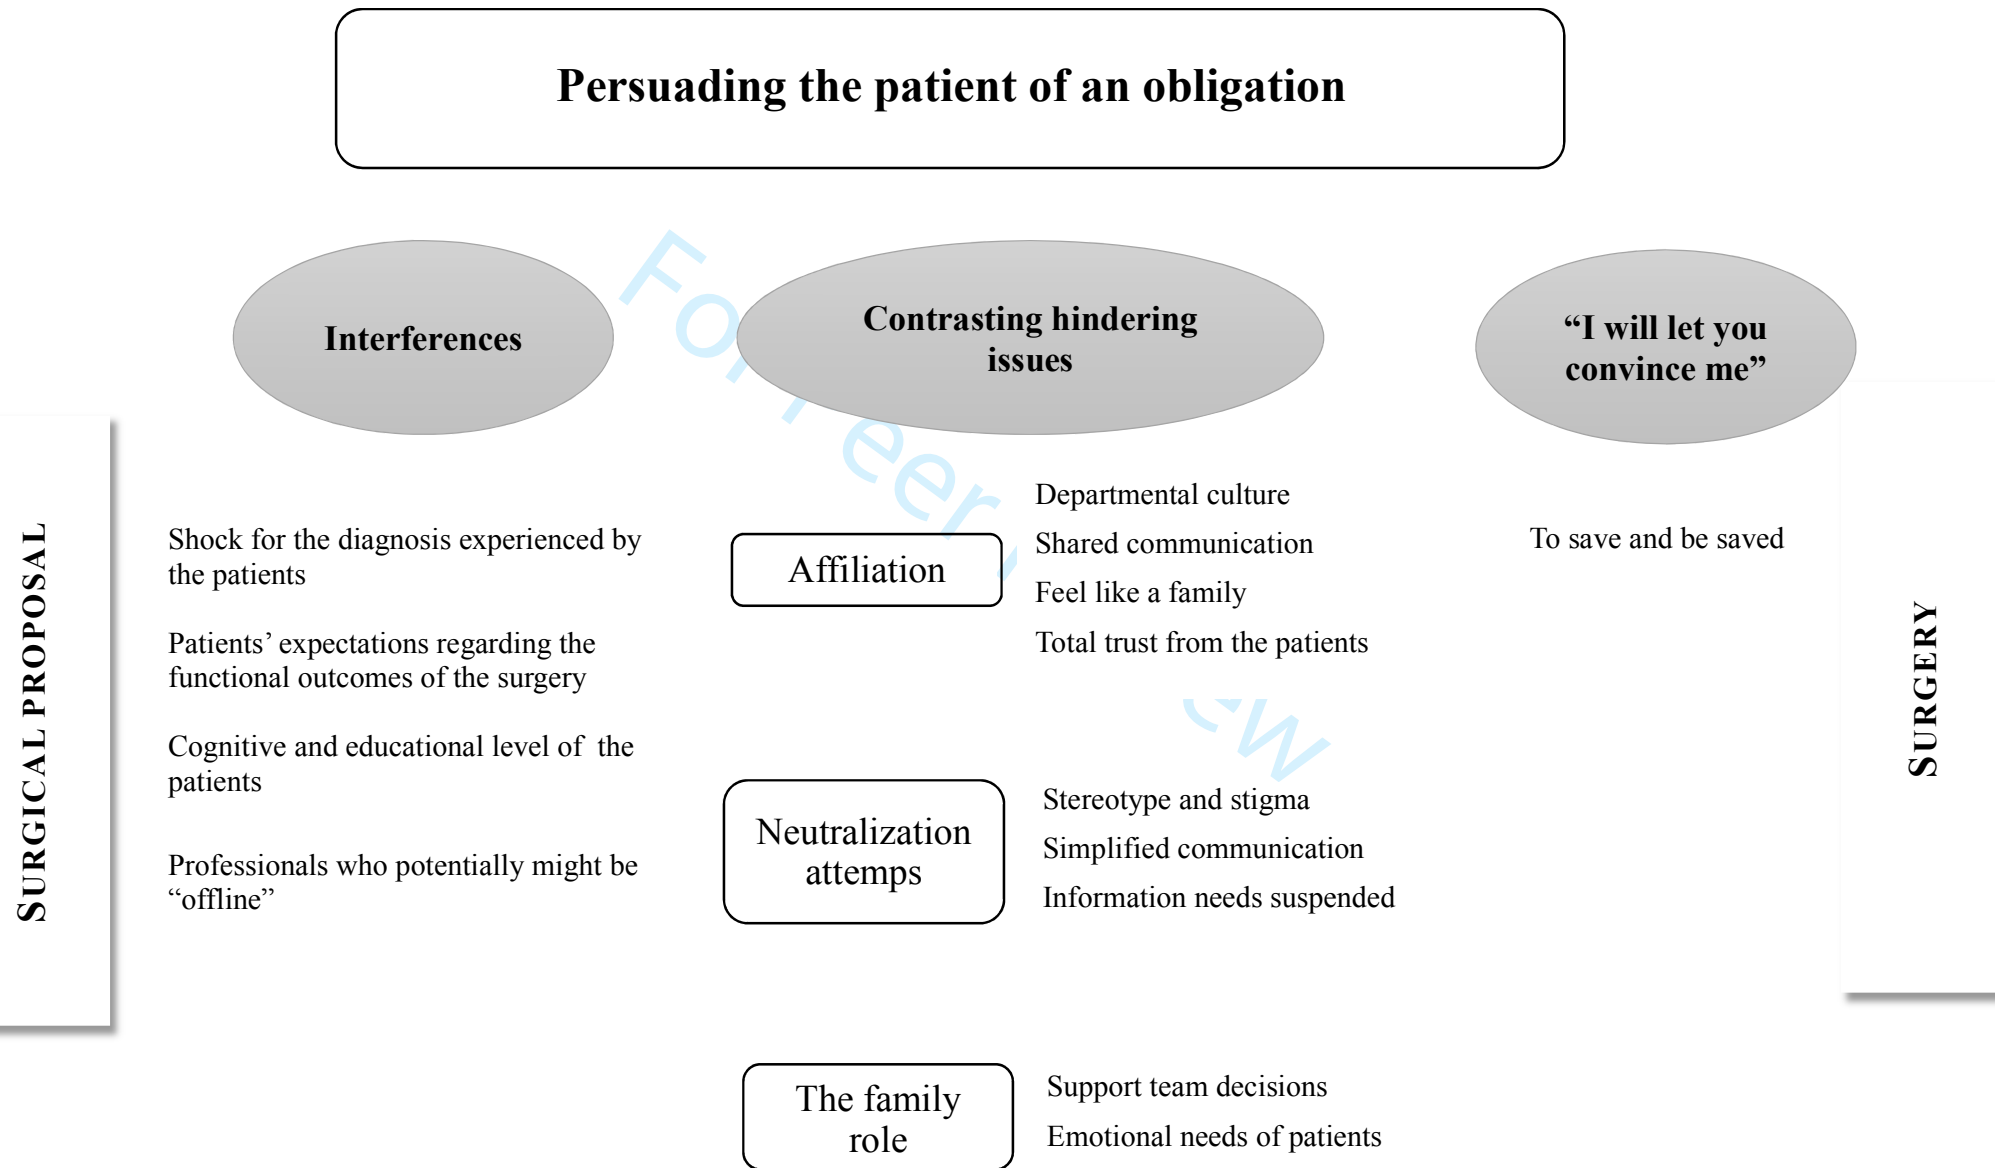 Persuading the patient of an obligation
Interferences
Contrasting hindering
issues
“I will let you
convince me”
SURGICAL PROPOSAL
Shock for the diagnosis experienced by
the patients
Patients’ expectations regarding the
functional outcomes of the surgery
Cognitive and educational level of the
patients
Professionals who potentially might be
“offline”
Affiliation
Departmental culture
Shared communication
Feel like a family
Total trust from the patients
Neutralization
attemps
Stereotype and stigma
Simplified communication
Information needs suspended
The family
role
Support team decisions
Emotional needs of patients
To save and be saved
SURGERY
For Peer